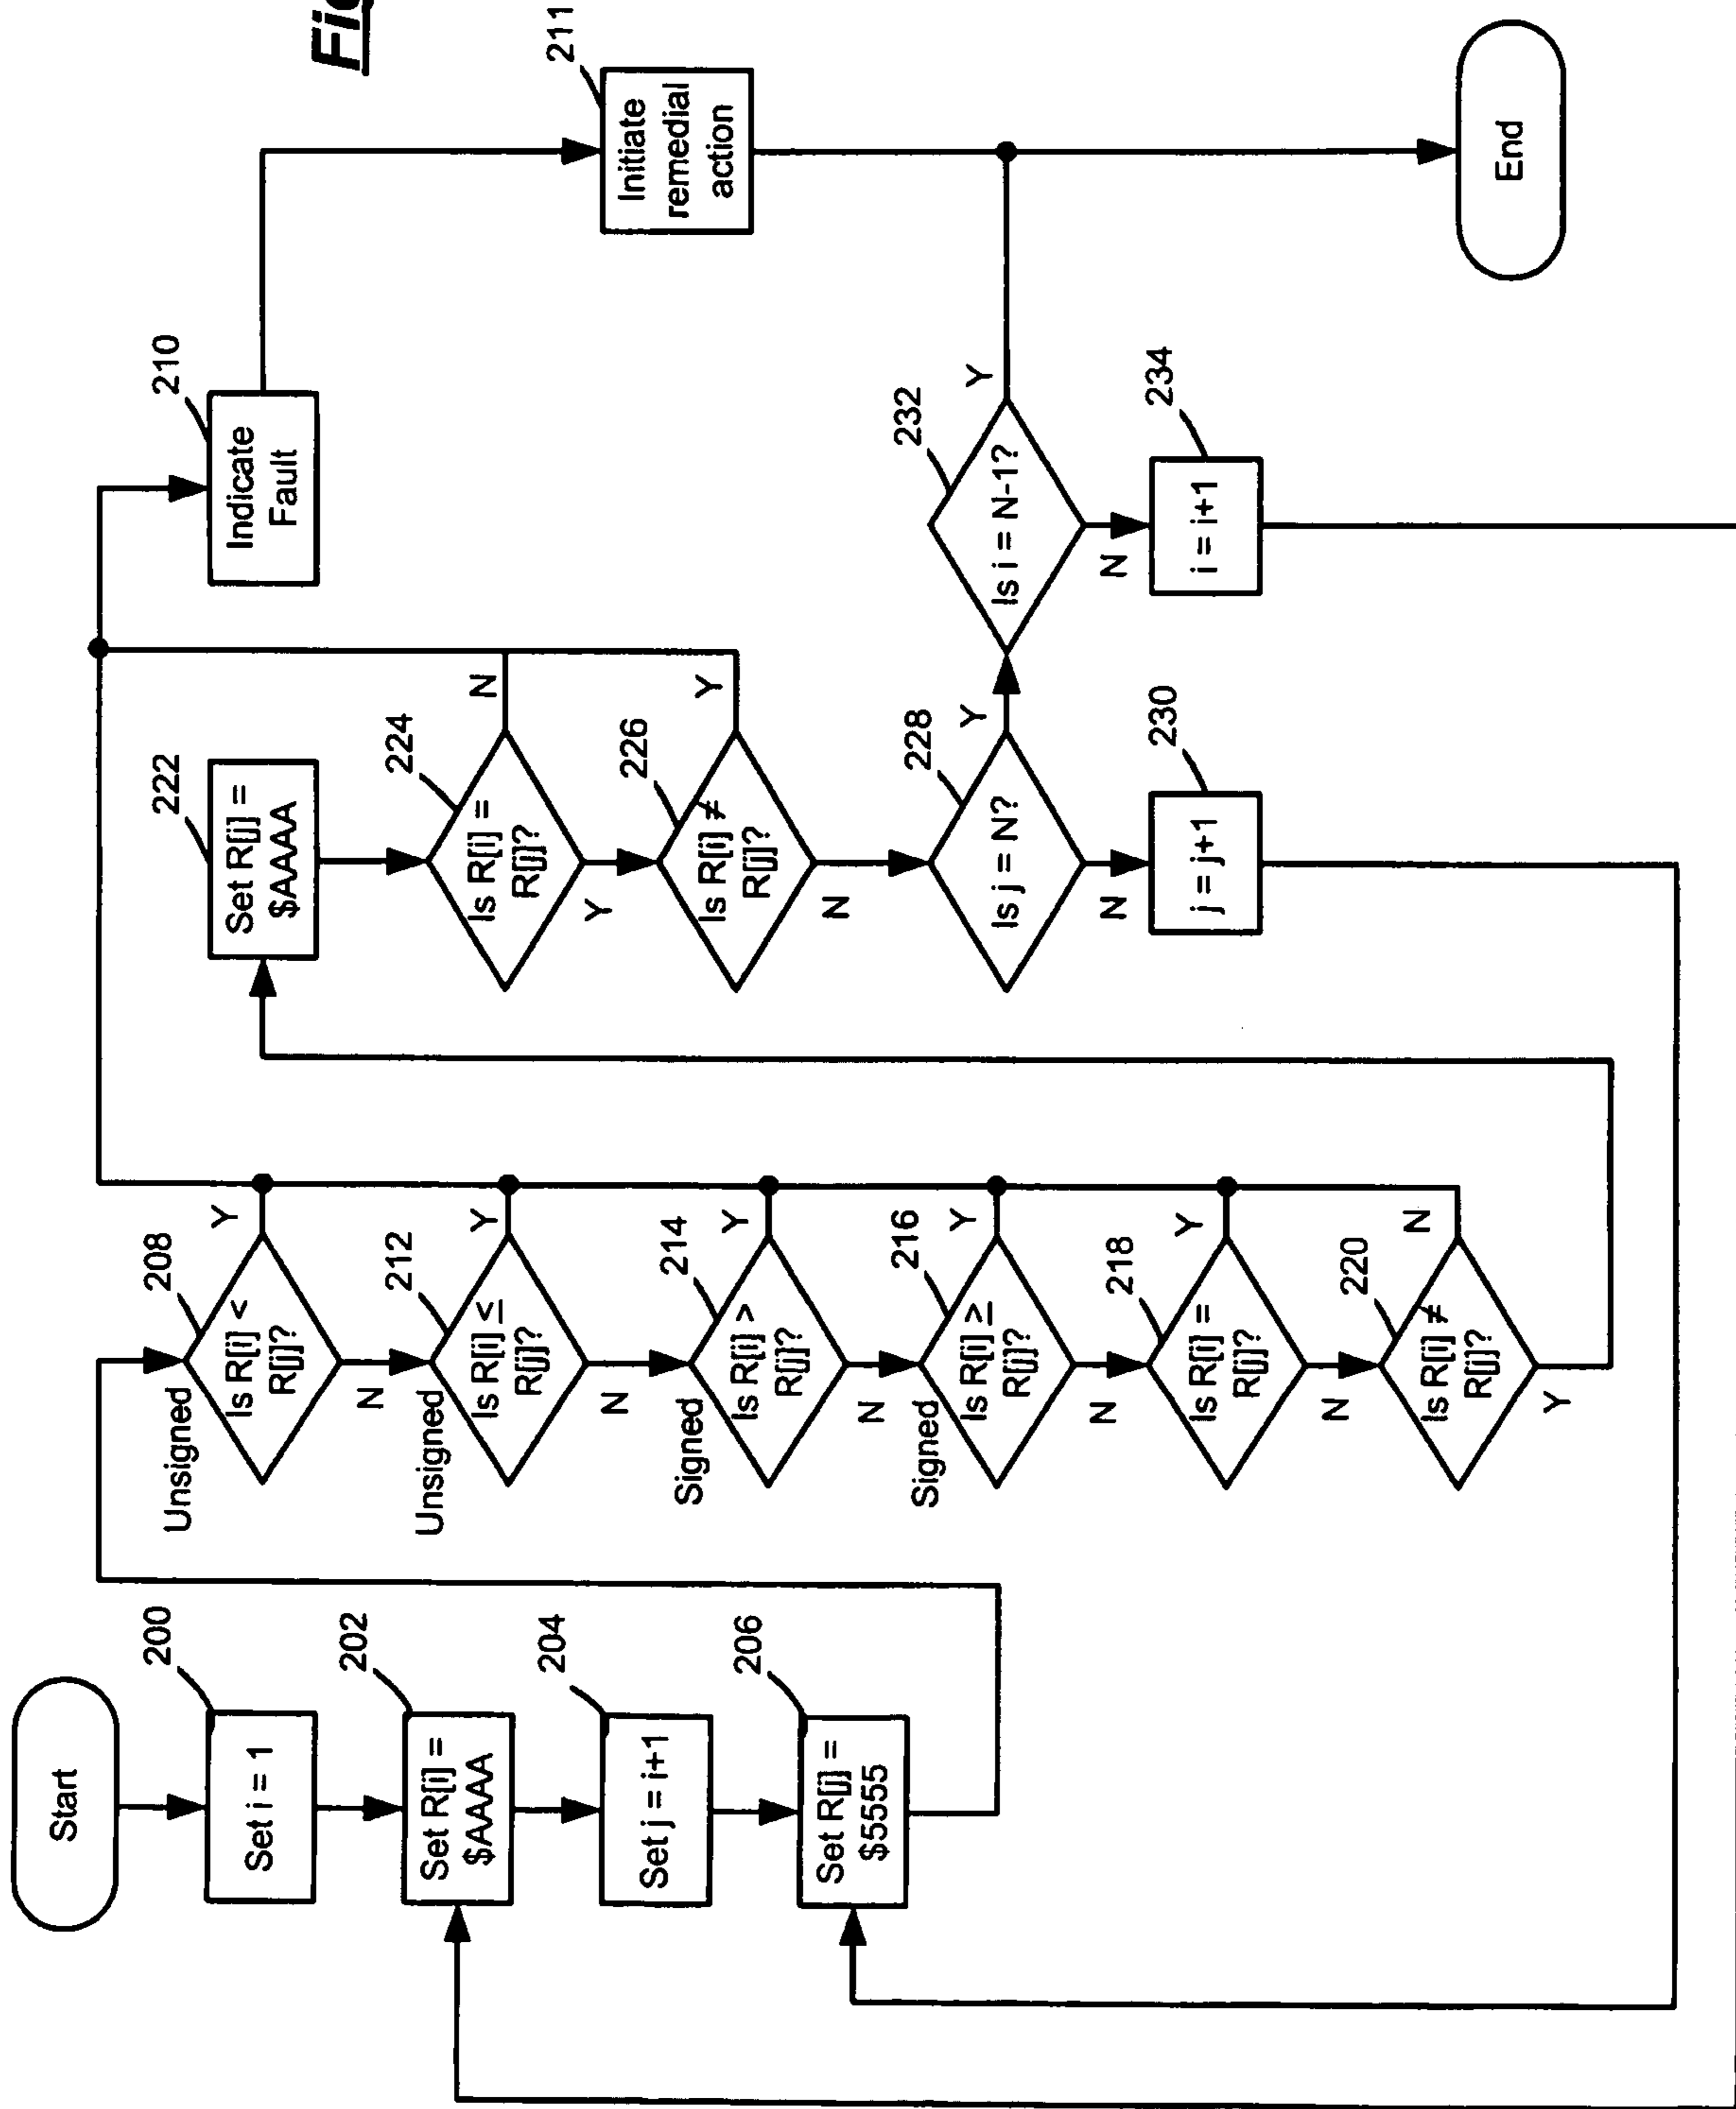 Fig
Start
200
Set i = 1
202
Set R[i] =
$AAAA
204
Set j = i+1
206
Set R[j] =
$5555
Unsigned
208
Is R[i] <
R[j]?
Y
N
Unsigned
212
Is R[i] ≤
R[j]?
Y
N
Signed
214
Is R[i] >
R[j]?
Y
N
Signed
216
Is R[i] ≥
R[j]?
Y
N
218
Is R[i] =
R[j]?
Y
N
220
Is R[i] ≠
R[j]?
N
Y
222
Set R[j] =
$AAAA
224
Is R[i] =
R[j]?
N
Y
226
Is R[i] ≠
R[j]?
Y
N
228
Is j = N?
Y
N
230
j = j+1
232
Is i = N-1?
Y
N
234
i = i+1
210
Indicate
Fault
211
Initiate
remedial
action
End